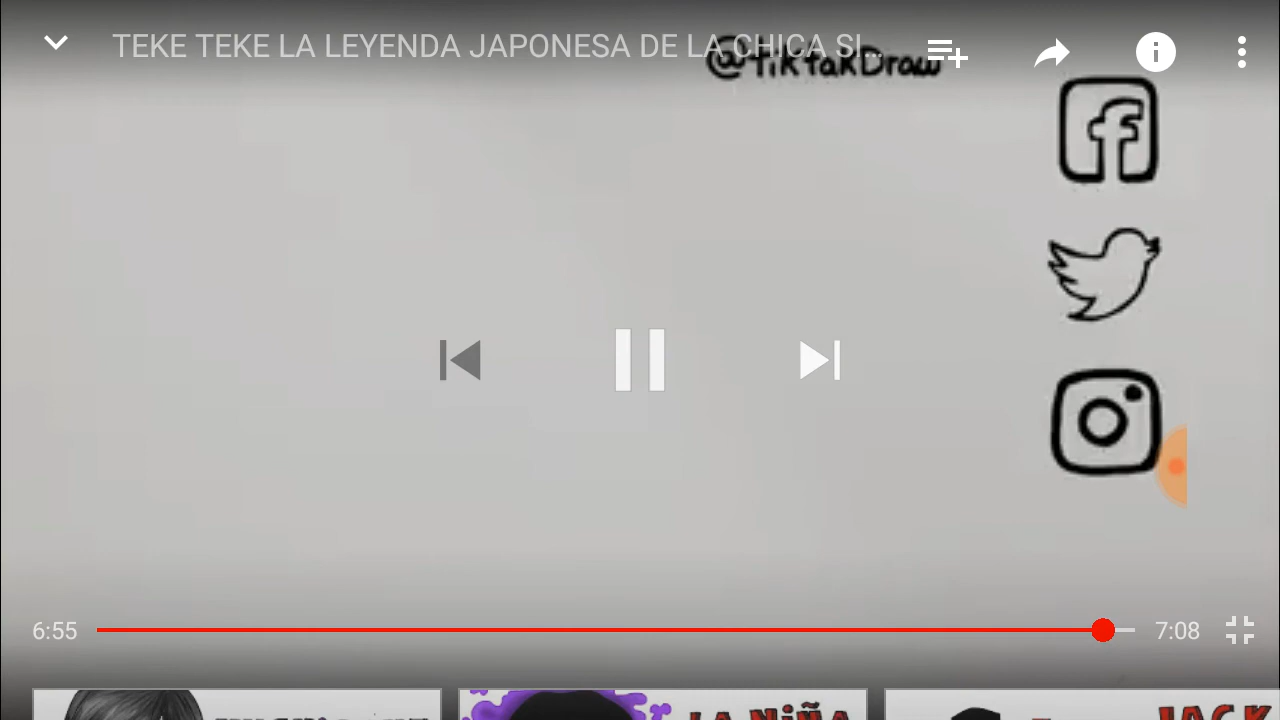 TEKE TEKE LA LEYENDA JAPONESA DE LA CHICA SI...
@TikTakDraw
6:55
7:08
LA NIÑA
JACK